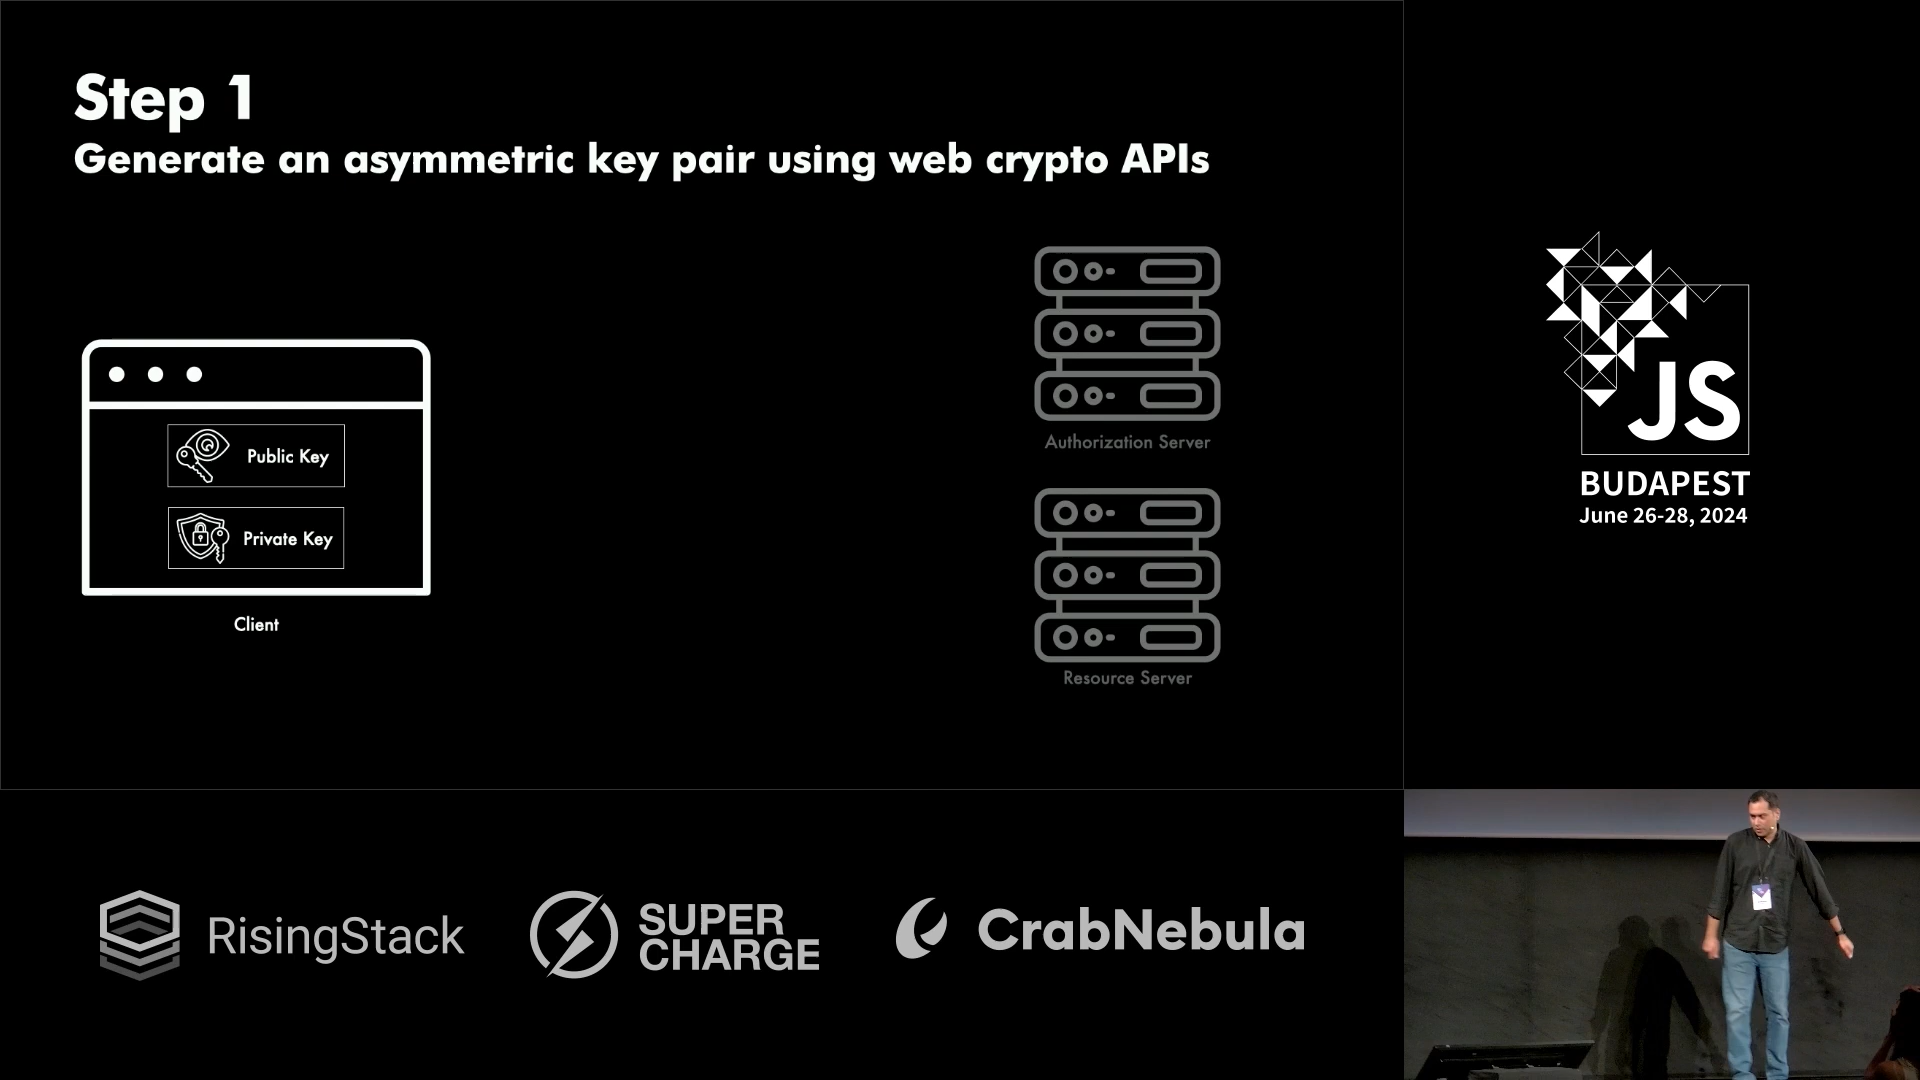 Step 1
Generate an asymmetric key pair using web crypto APIs
Public Key
Private Key
Client
Authorization Server
Resource Server
JS
BUDAPEST
June 26-28, 2024
RisingStack
SUPER
CHARGE
CrabNebula